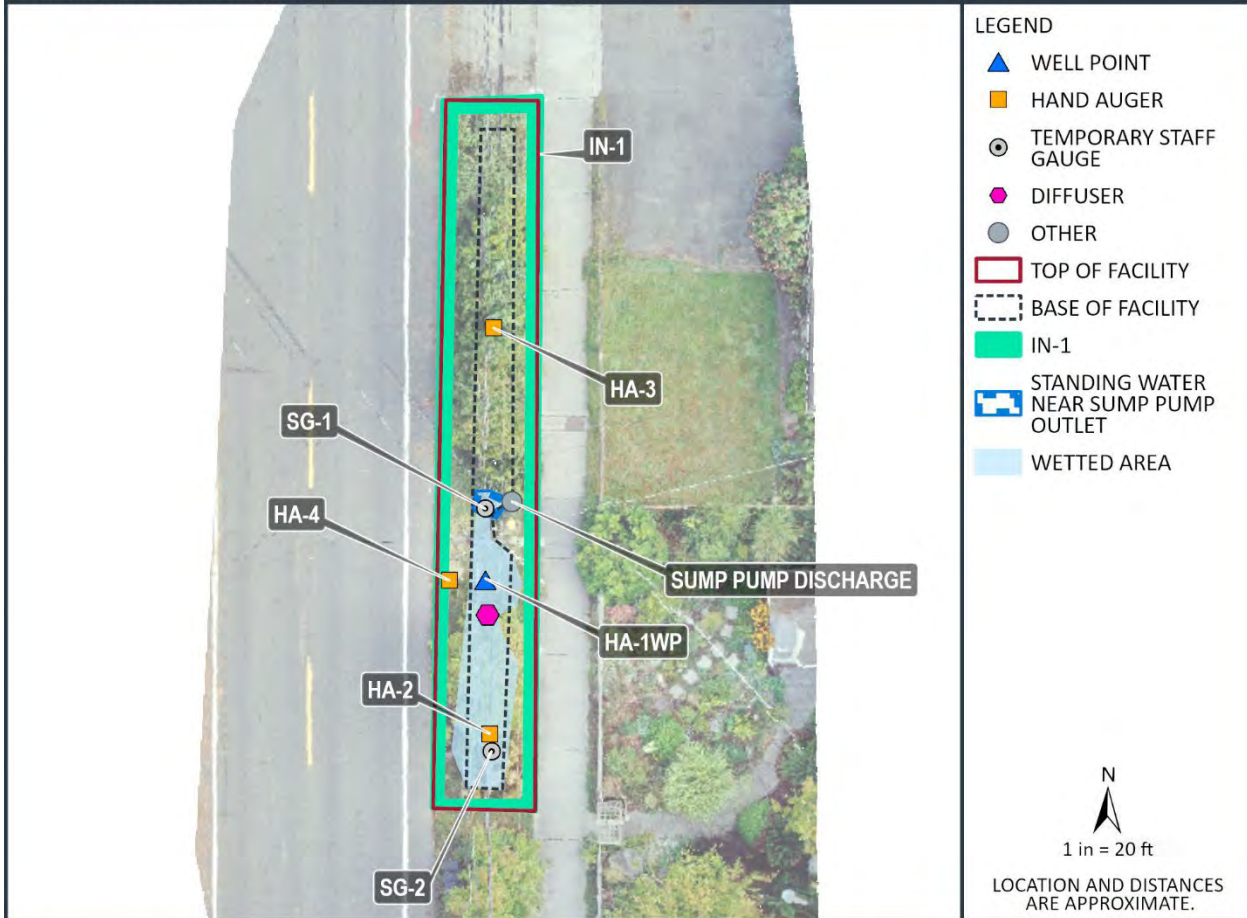 IN-1
HA-3
SG-1
HA-4
SUMP PUMP DISCHARGE
HA-1WP
HA-2
SG-2
LEGEND
WELL POINT
HAND AUGER
TEMPORARY STAFF
GAUGE
DIFFUSER
OTHER
TOP OF FACILITY
BASE OF FACILITY
IN-1
STANDING WATER
NEAR SUMP PUMP
OUTLET
WETTED AREA
N
1 in = 20 ft
LOCATION AND DISTANCES
ARE APPROXIMATE.